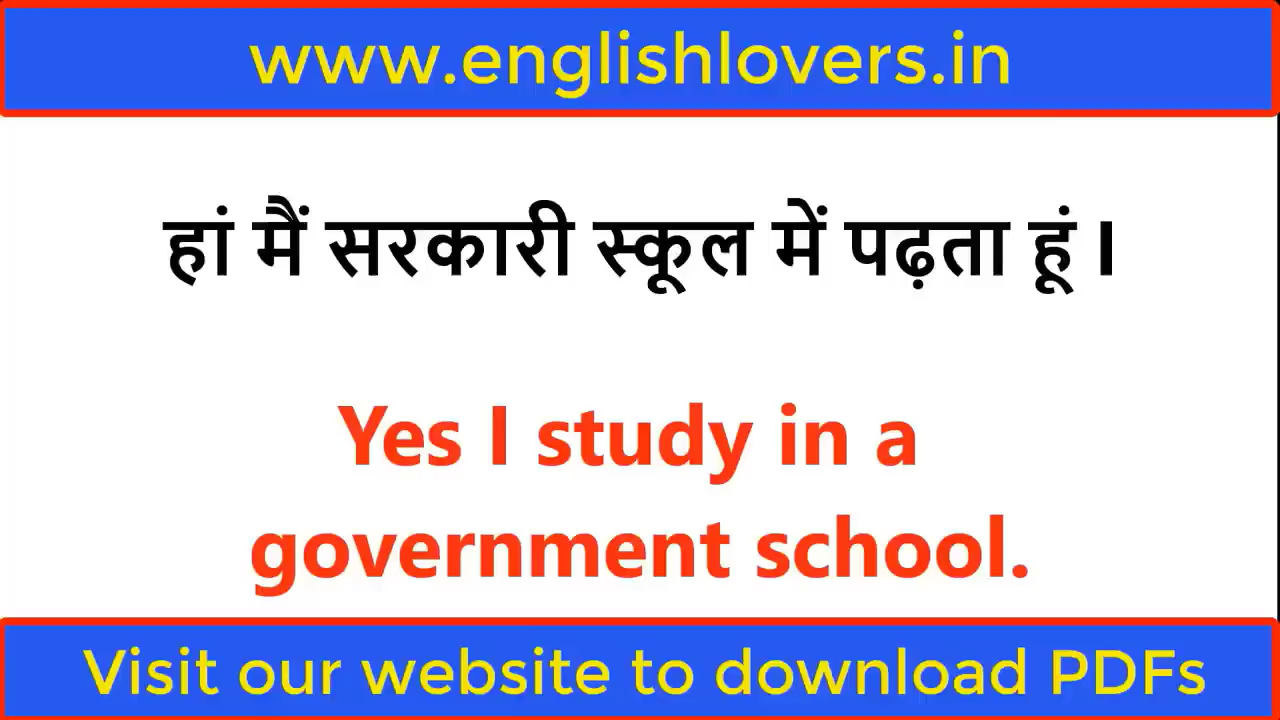 www.englishlovers.in
हां मैं सरकारी स्कूल में पढ़ता हूं ।
Yes I study in a
government school.
Visit our website to download PDFs